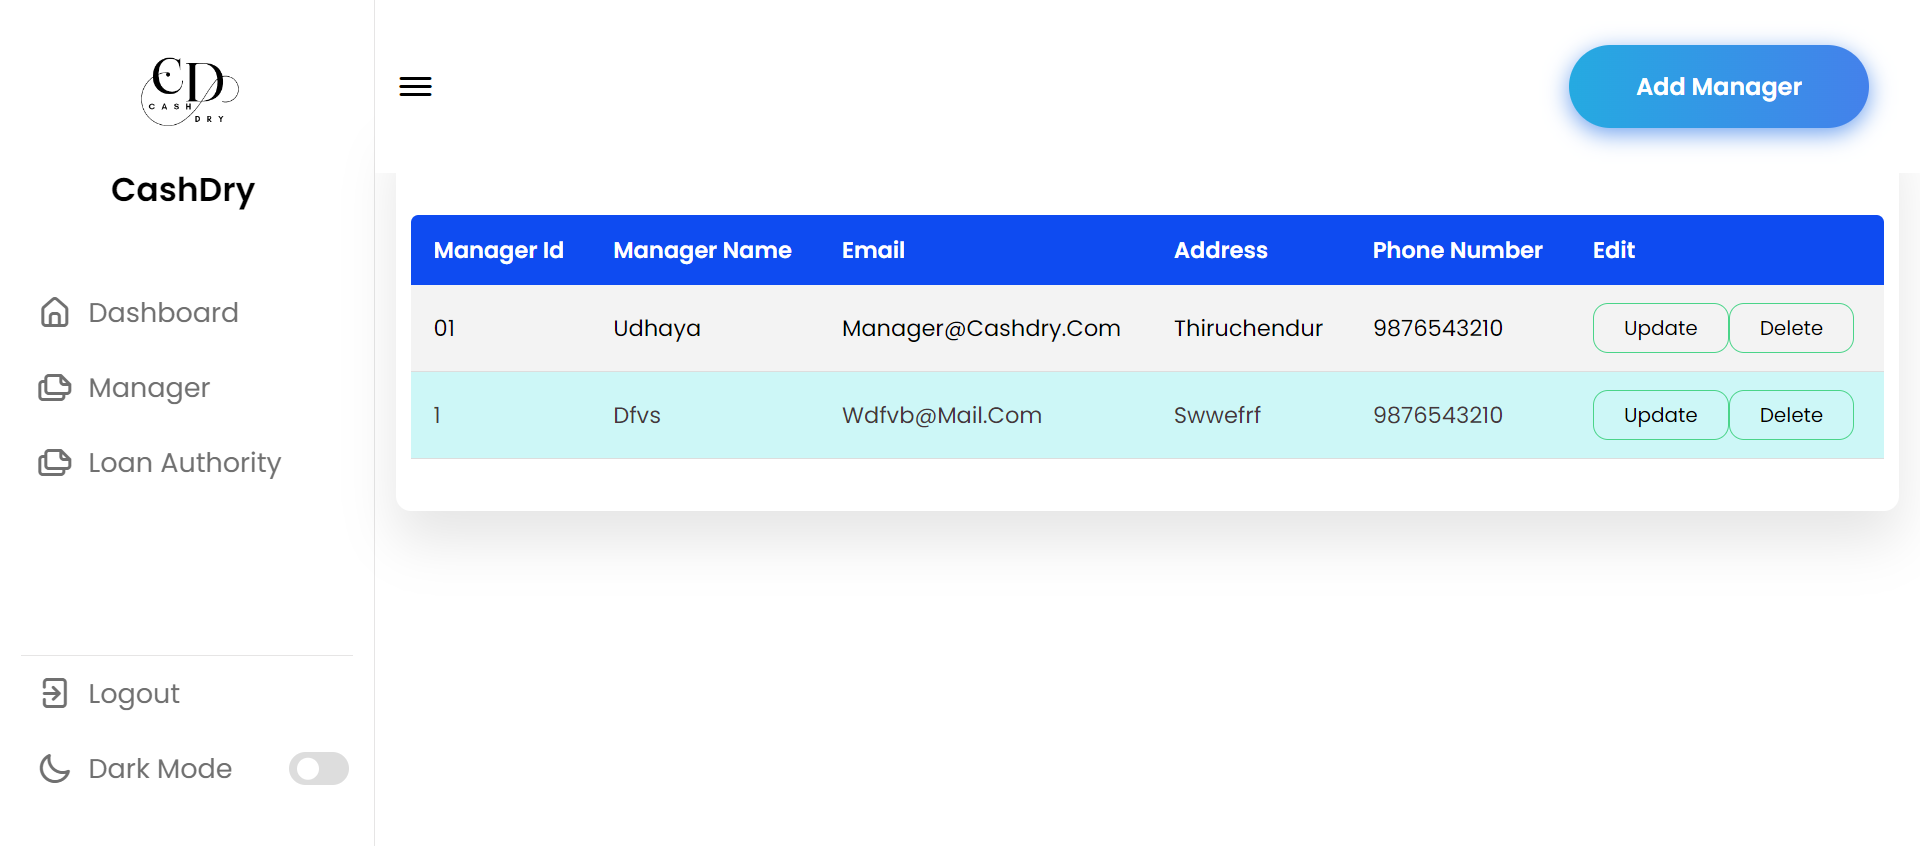 CD
CASH
DRY
CashDry
Dashboard
Manager
Loan Authority
Logout
Dark Mode
Add Manager
Manager Id Manager Name Email Address Phone Number Edit
01 Udhaya Manager@Cashdry.Com Thiruchendur 9876543210 Update Delete
1 Dfvs Wdfvb@Mail.Com Swwefrf 9876543210 Update Delete